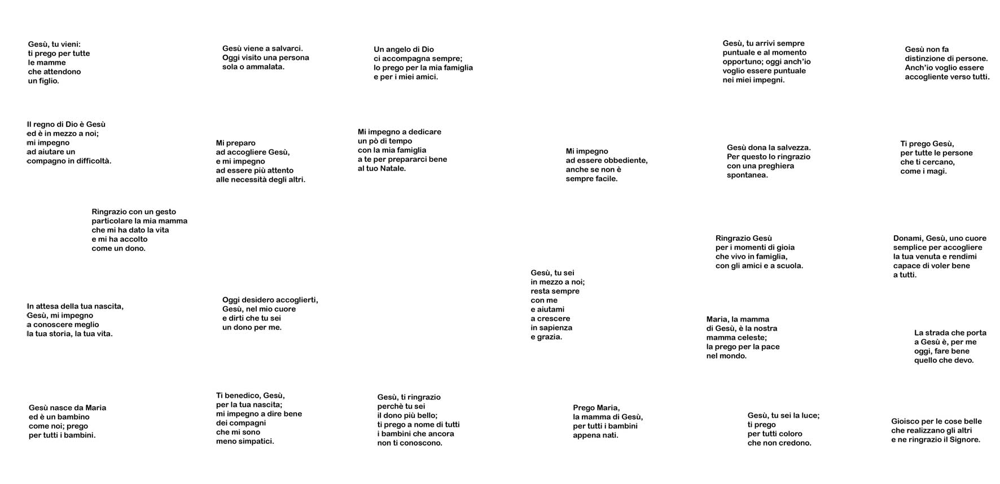 Gesù, tu vieni:
ti prego per tutte
le mamme
che attendono
un figlio.
Gesù viene a salvarci.
Oggi visito una persona
sola o ammalata.
Un angelo di Dio
ci accompagna sempre;
lo prego per la mia famiglia
e per i miei amici.
Gesù, tu arrivi sempre
puntuale e al momento
opportuno; oggi anch'io
voglio essere puntuale
nei miei impegni.
Gesù non fa
distinzione di persone.
Anch'io voglio essere
accogliente verso tutti.
Il regno di Dio è Gesù
ed è in mezzo a noi;
mi impegno
ad aiutare un
compagno in difficoltà.
Mi preparo
ad accogliere Gesù,
e mi impegno
ad essere più attento
alle necessità degli altri.
Mi impegno a dedicare
un pò di tempo
con la mia famiglia
a te per prepararci bene
al tuo Natale.
Mi impegno
ad essere obbediente,
anche se non è
sempre facile.
Gesù dona la salvezza.
Per questo lo ringrazio
con una preghiera
spontanea.
Ti prego Gesù,
per tutte le persone
che ti cercano,
come i magi.
Ringrazio con un gesto
particolare la mia mamma
che mi ha dato la vita
e mi ha accolto
come un dono.
Ringrazio Gesù
per i momenti di gioia
che vivo in famiglia,
con gli amici e a scuola.
Donami, Gesù, uno cuore
semplice per accogliere
la tua venuta e rendimi
capace di voler bene
a tutti.
In attesa della tua nascita,
Gesù, mi impegno
a conoscere meglio
la tua storia, la tua vita.
Oggi desidero accoglierti,
Gesù, nel mio cuore
e dirti che tu sei
un dono per me.
Gesù, tu sei
in mezzo a noi;
resta sempre
con me
e aiutami
a crescere
in sapienza
e grazia.
Maria, la mamma
di Gesù, è la nostra
mamma celeste;
la prego per la pace
nel mondo.
La strada che porta
a Gesù è, per me
oggi, fare bene
quello che devo.
Gesù nasce da Maria
ed è un bambino
come noi; prego
per tutti i bambini.
Ti benedico, Gesù,
per la tua nascita;
mi impegno a dire bene
dei compagni
che mi sono
meno simpatici.
Gesù, ti ringrazio
perchè tu sei
il dono più bello;
ti prego a nome di tutti
i bambini che ancora
non ti conoscono.
Prego Maria,
la mamma di Gesù,
per tutti i bambini
appena nati.
Gesù, tu sei la luce;
ti prego
per tutti coloro
che non credono.
Gioisco per le cose belle
che realizzano gli altri
e ne ringrazio il Signore.